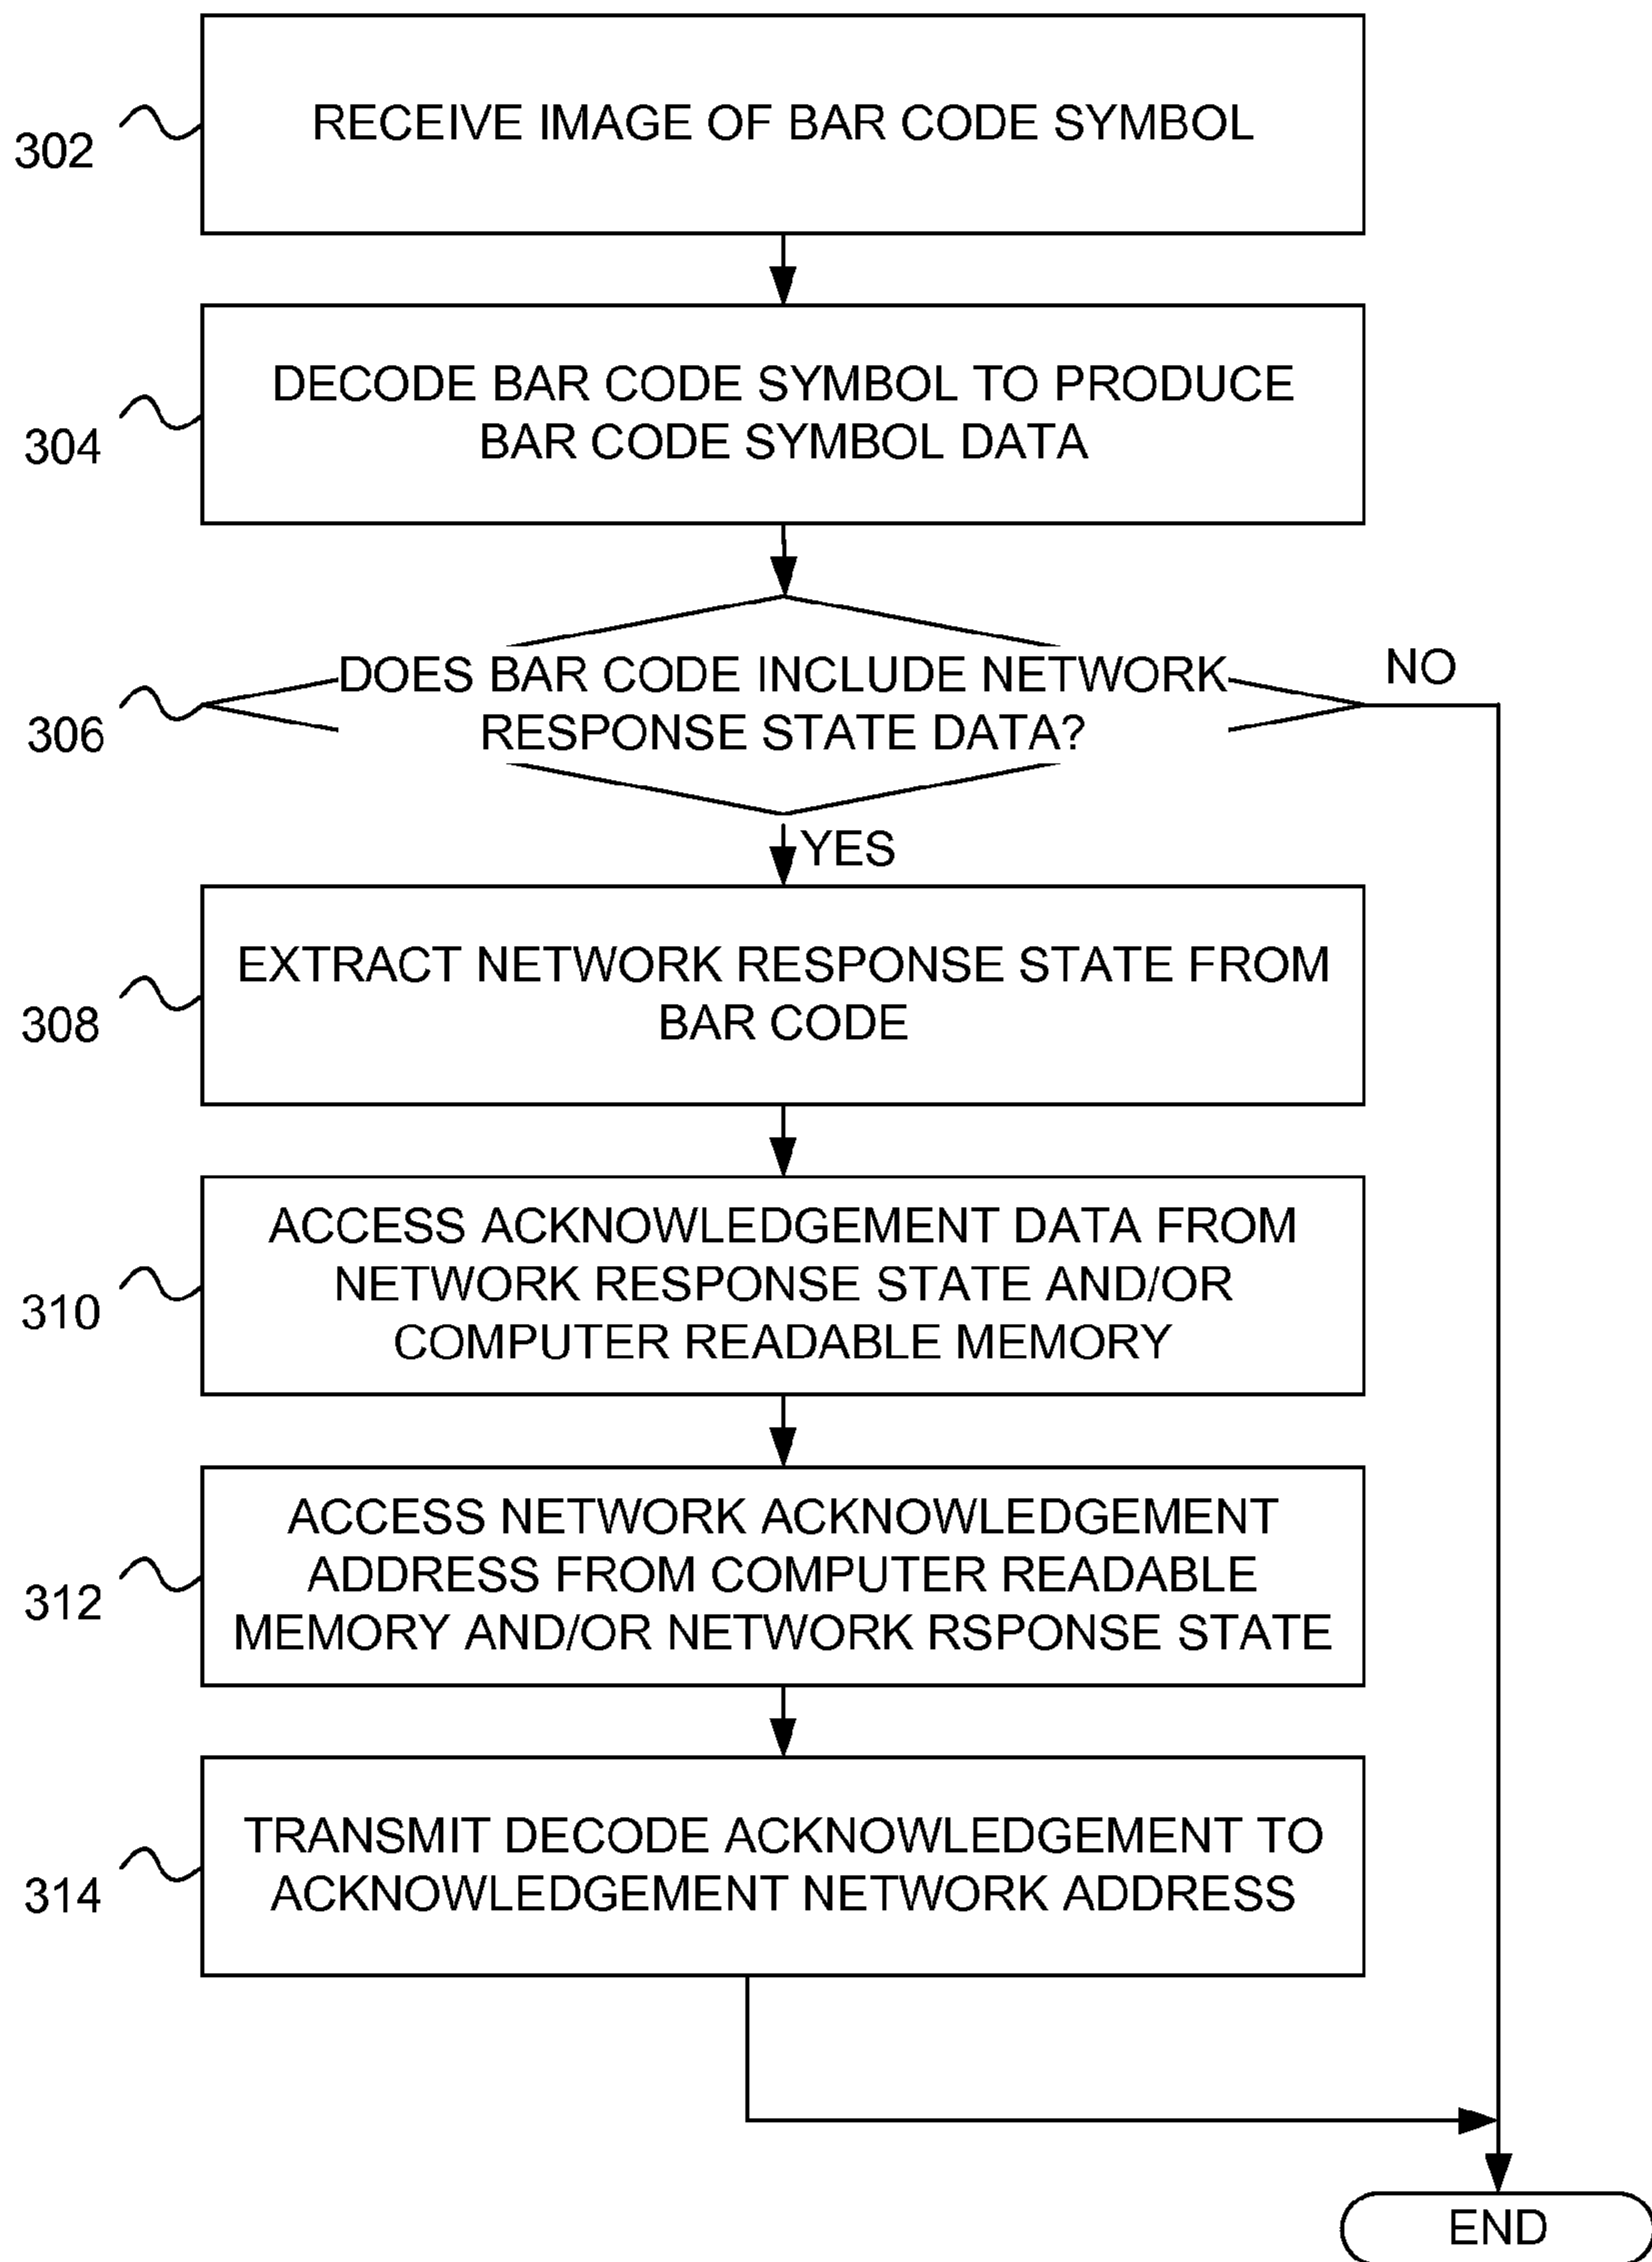 RECEIVE IMAGE OF BAR CODE SYMBOL
302
DECODE BAR CODE SYMBOL TO PRODUCE
BAR CODE SYMBOL DATA
304
DOES BAR CODE INCLUDE NETWORK
RESPONSE STATE DATA?
NO
306
YES
EXTRACT NETWORK RESPONSE STATE FROM
BAR CODE
308
ACCESS ACKNOWLEDGEMENT DATA FROM
NETWORK RESPONSE STATE AND/OR
COMPUTER READABLE MEMORY
310
ACCESS NETWORK ACKNOWLEDGEMENT
ADDRESS FROM COMPUTER READABLE
MEMORY AND/OR NETWORK RSPONSE STATE
312
TRANSMIT DECODE ACKNOWLEDGEMENT TO
ACKNOWLEDGEMENT NETWORK ADDRESS
314
END